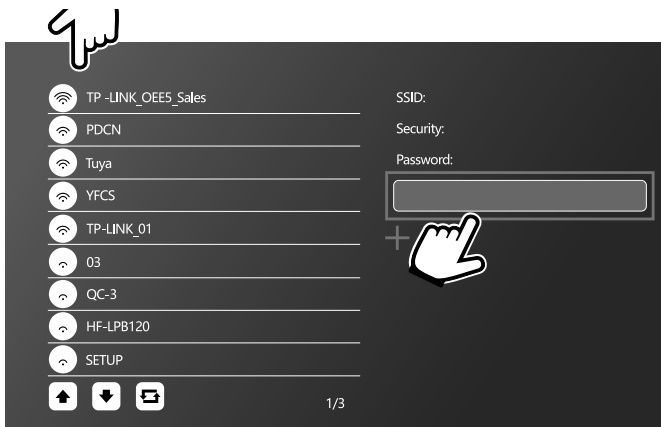 TP -LINK_OEE5_Sales
PDCN
Tuya
YFCS
TP-LINK_01
03
QC-3
HF-LPB120
SETUP
1/3
SSID:
Security:
Password: